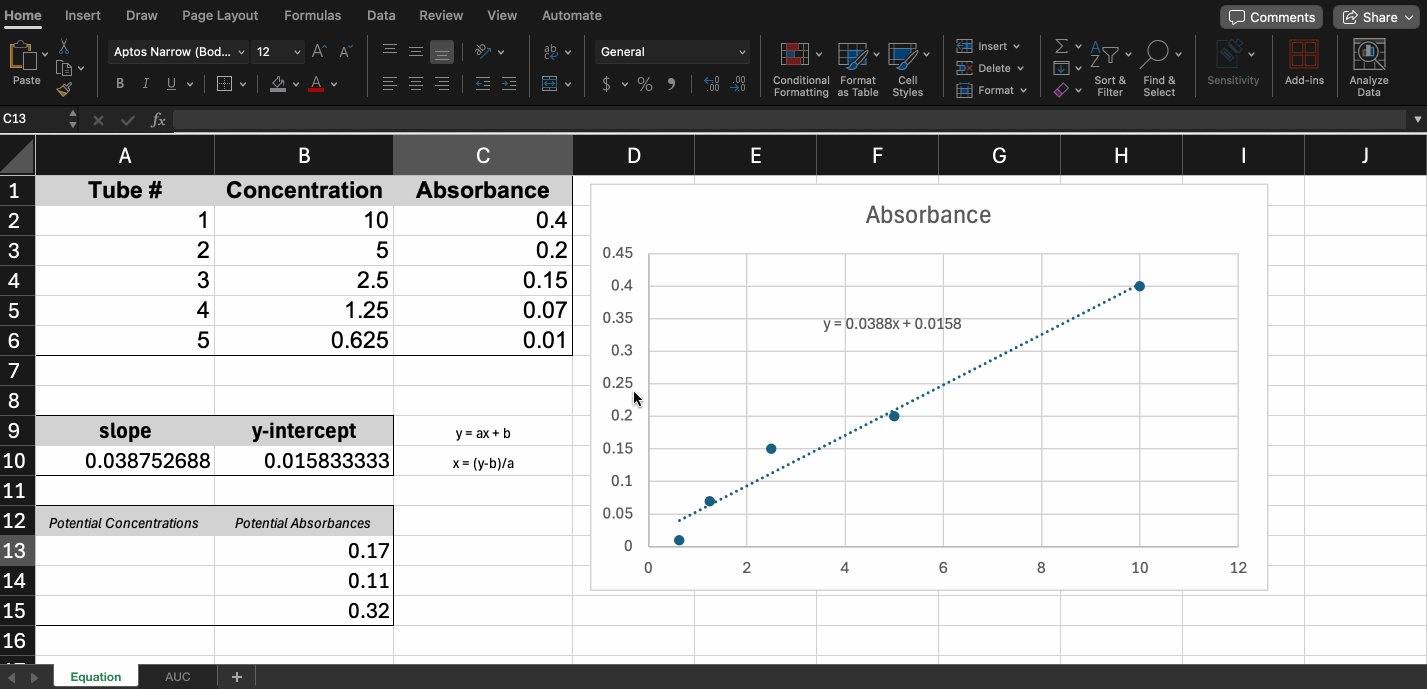 Home Insert Draw Page Layout Formulas Data Review View Automate Comments Share
Paste
Aptos Narrow (Bod... 12
B I U
A
ab
General
$ % 9
Conditional Formatting
Format as Table
Cell Styles
Insert
Delete
Format
Sort & Filter
Find & Select
Sensitivity
Add-ins
Analyze Data
C13 fx
A B C D E F G H I J
1 Tube # Concentration Absorbance
2 1 10 0.4
3 2 5 0.2
4 3 2.5 0.15
5 4 1.25 0.07
6 5 0.625 0.01
7
8
9 slope y-intercept y = ax + b
10 0.038752688 0.015833333 x = (y-b)/a
11
12 Potential Concentrations Potential Absorbances
13 0.17
14 0.11
15 0.32
16
Absorbance
0.45
0.4
0.35
y = 0.0388x + 0.0158
0.3
0.25
0.2
0.15
0.1
0.05
0
0 2 4 6 8 10 12
Equation AUC +